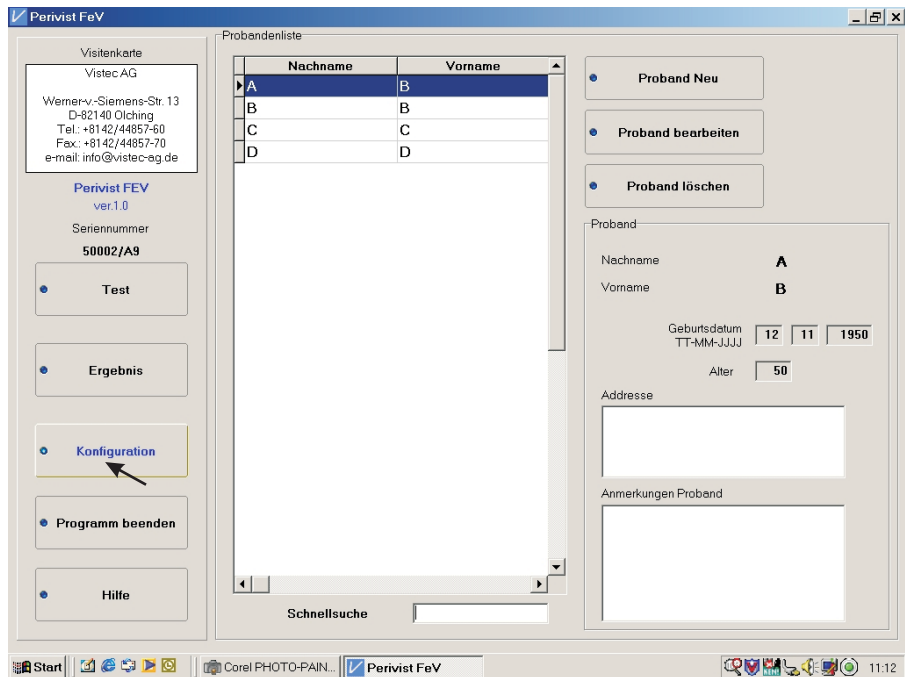 Perivist FeV
Visitenkarte
Vistec AG
Werner-v.-Siemens-Str. 13
D-82140 Olching
Tel.: +8142/44857-60
Fax.: +8142/44857-70
e-mail: info@vistec-ag.de
Perivist FEV
ver.1.0
Seriennummer
50002/A9
Test
Ergebnis
Konfiguration
Programm beenden
Hilfe
Probandenliste
Nachname Vorname
A B
B B
C C
D D
Schnellsuche
Proband Neu
Proband bearbeiten
Proband löschen
Proband
Nachname A
Vorname B
Geburtsdatum
TT-MM-JJJJ 12 11 1950
Alter 50
Addresse
Anmerkungen Proband
Start Corel PHOTO-PAIN... Perivist FeV 11:12